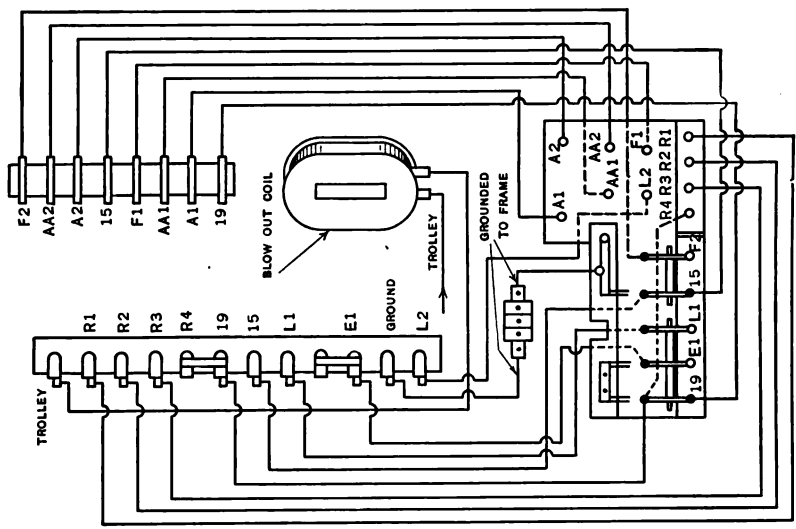 F2
AA2
A2
15
F1
AA1
A1
19
BLOW OUT COIL
TROLLEY
GROUNDED
TO FRAME
A2
AA2
F1
R1
R2
R3
R4
A1
AA1
L2
F2
15
L1
E1
19
TROLLEY
R1
R2
R3
R4
19
15
L1
E1
GROUND
L2